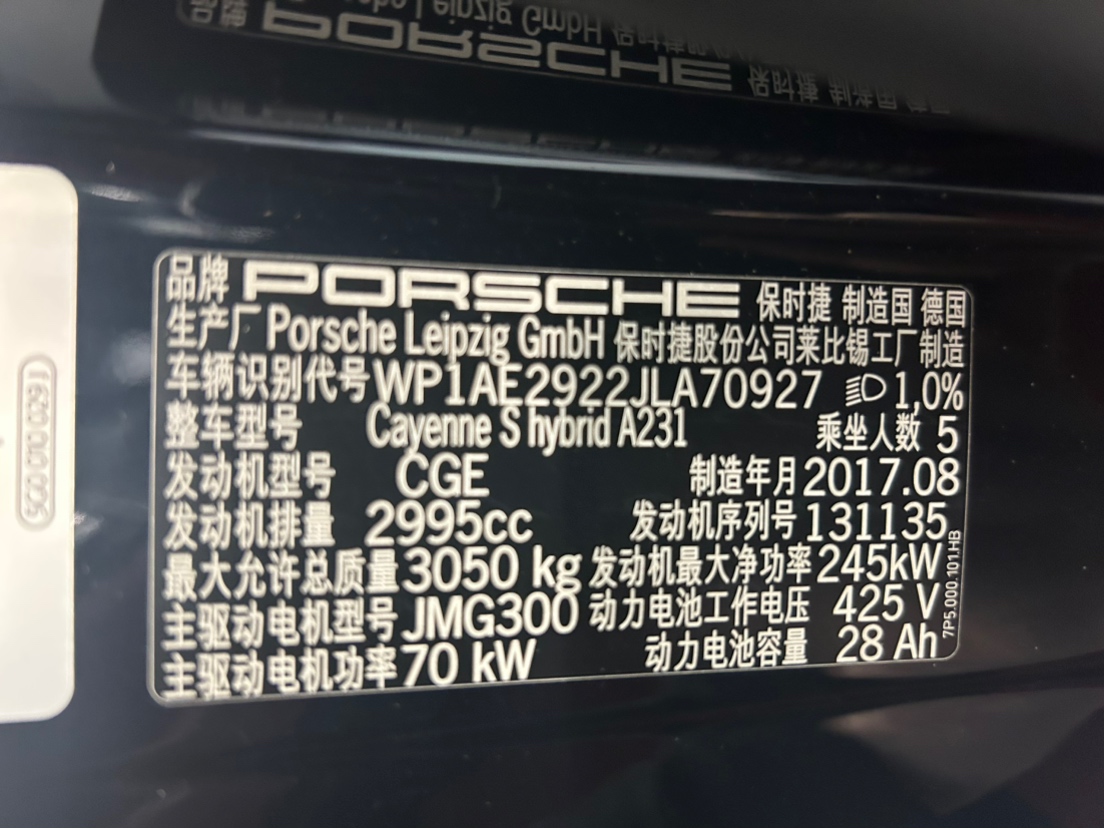 品牌 PORSCHE 保时捷 制造国 德国
生产厂 Porsche Leipzig GmbH 保时捷股份公司莱比锡工厂制造
车辆识别代号 WP1AE2922JLA70927 1,0%
整车型号 Cayenne S hybrid A231 乘坐人数 5
发动机型号 CGE 制造年月 2017.08
发动机排量 2995cc 发动机序列号 131135
最大允许总质量 3050 kg 发动机最大净功率 245kW
主驱动电机型号 JMG300 动力电池工作电压 425 V
主驱动电机功率 70 kW 动力电池容量 28 Ah
7P5.000.101.HB